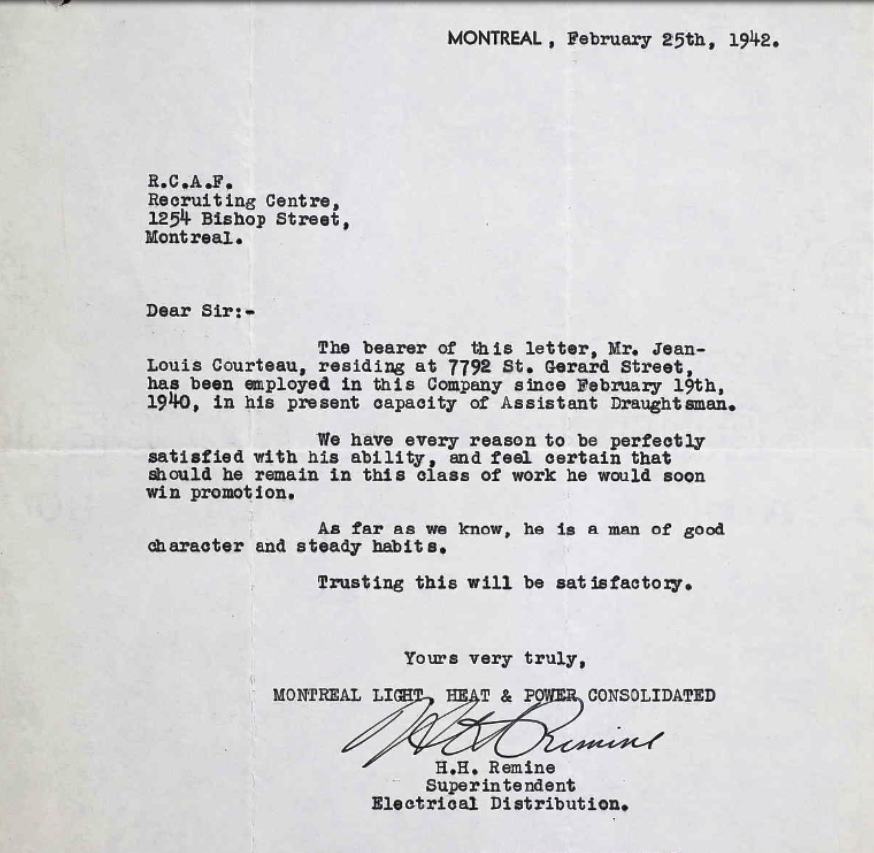 MONTREAL, February 25th, 1942.
R.C.A.F.
Recruiting Centre,
1254 Bishop Street,
Montreal.
Dear Sir:-
The bearer of this letter, Mr. Jean-
Louis Courteau, residing at 7792 St. Gerard Street,
has been employed in this Company since February 19th,
1940, in his present capacity of Assistant Draughtsman.
We have every reason to be perfectly
satisfied with his ability, and feel certain that
should he remain in this class of work he would soon
win promotion.
As far as we know, he is a man of good
character and steady habits.
Trusting this will be satisfactory.
Yours very truly,
MONTREAL LIGHT, HEAT & POWER CONSOLIDATED
HH Remine
H.H. Remine
Superintendent
Electrical Distribution.